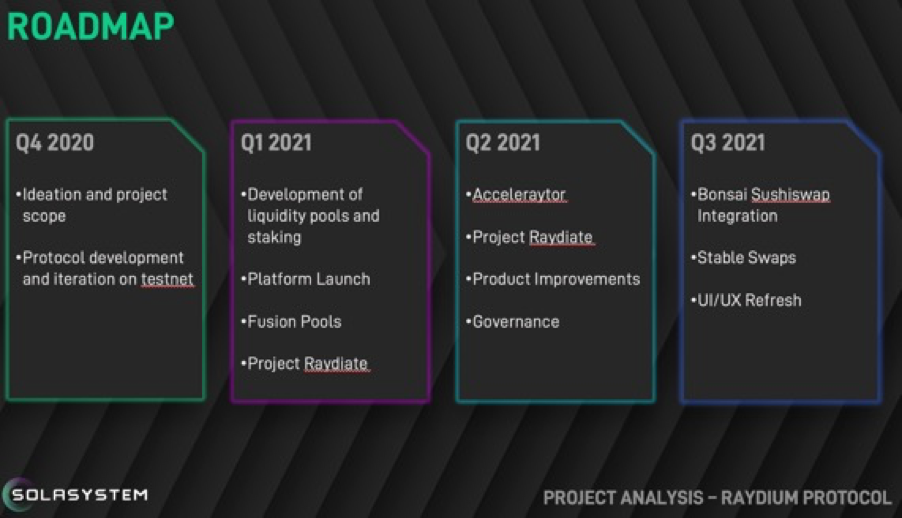 ROADMAP
Q4 2020
•Ideation and project
scope
•Protocol development
and iteration on testnet
Q1 2021
•Development of
liquidity pools and
staking
•Platform Launch
•Fusion Pools
•Project Raydiate
Q2 2021
•Acceleraytor
•Project Raydiate
•Product Improvements
•Governance
Q3 2021
•Bonsai Sushiswap
Integration
•Stable Swaps
•UI/UX Refresh
SOLASYSTEM
PROJECT ANALYSIS – RAYDIUM PROTOCOL